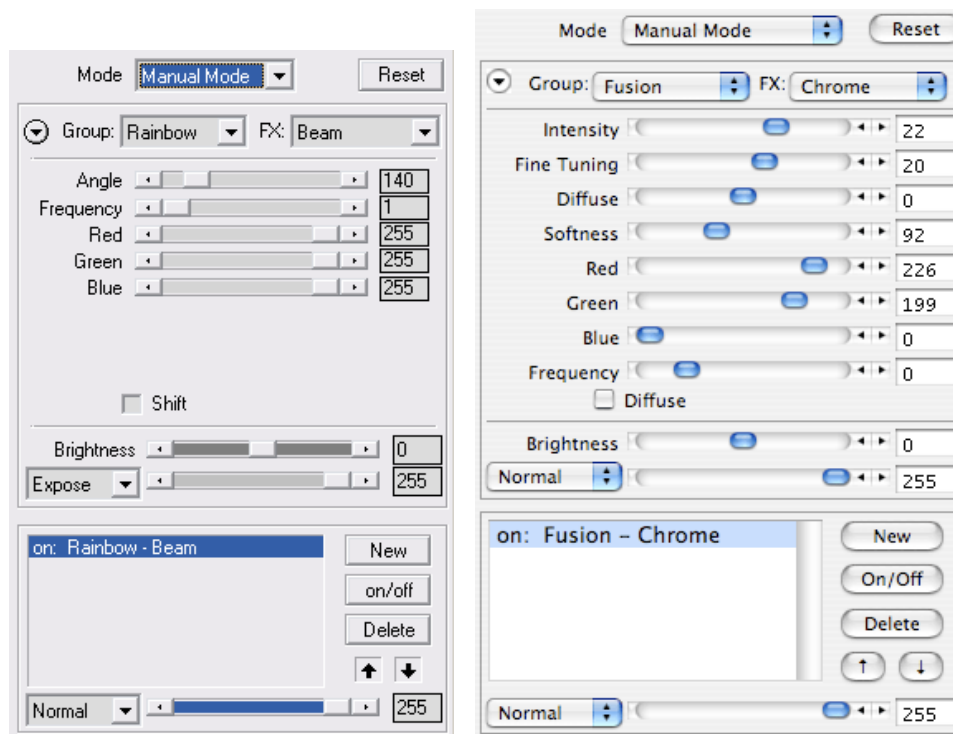 Mode Manual Mode Reset
Group: Rainbow FX: Beam
Angle 140
Frequency 1
Red 255
Green 255
Blue 255
Shift
Brightness 0
Expose 255
on: Rainbow - Beam
New
on/off
Delete
Normal 255
Mode Manual Mode Reset
Group: Fusion FX: Chrome
Intensity 22
Fine Tuning 20
Diffuse 0
Softness 92
Red 226
Green 199
Blue 0
Frequency 0
Diffuse
Brightness 0
Normal 255
on: Fusion – Chrome
New
On/Off
Delete
Normal 255